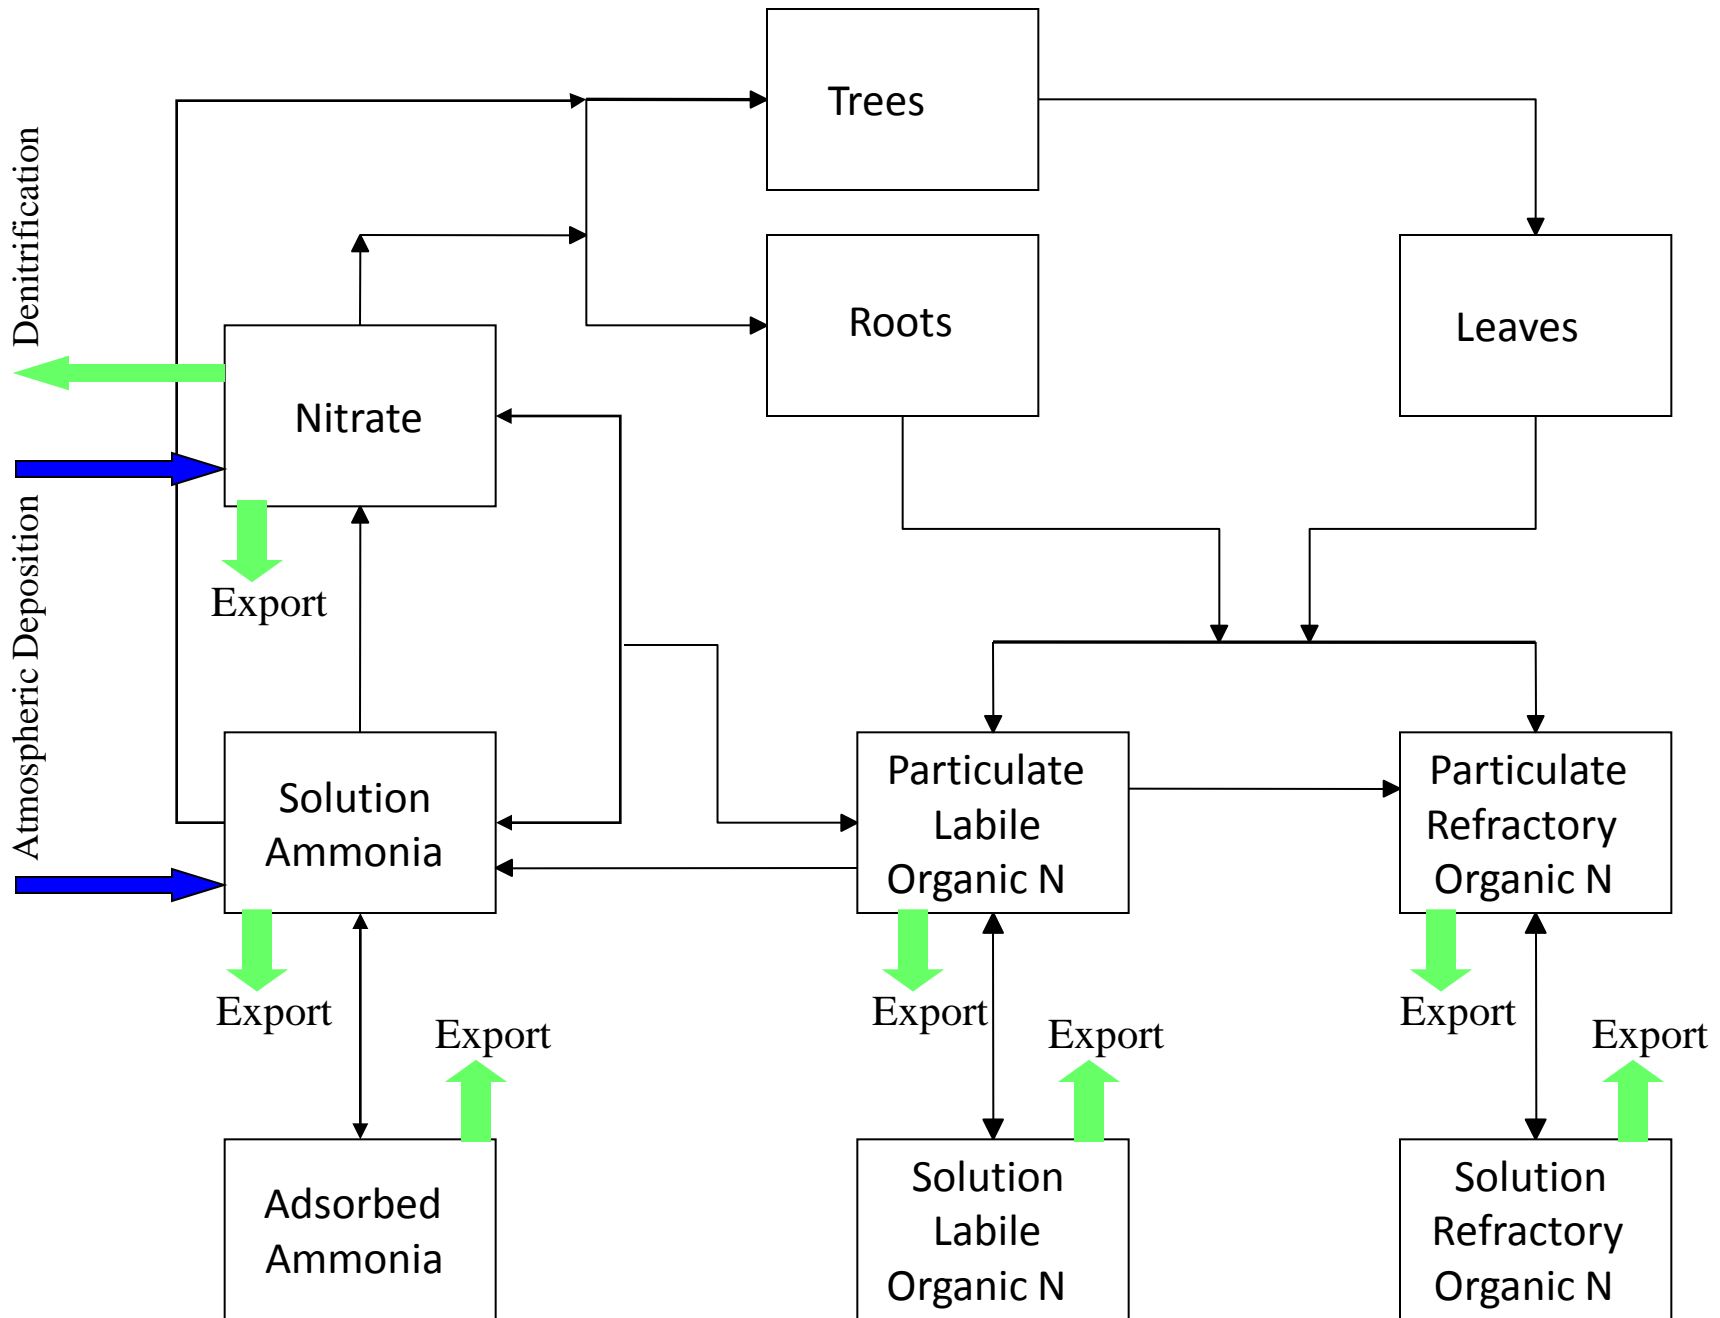 Trees
Denitrification
Roots
Leaves
Nitrate
Atmospheric Deposition
Export
Solution
Ammonia
Particulate
Labile
Organic N
Particulate
Refractory
Organic N
Export
Export
Export
Export
Export
Export
Adsorbed
Ammonia
Solution
Labile
Organic N
Solution
Refractory
Organic N